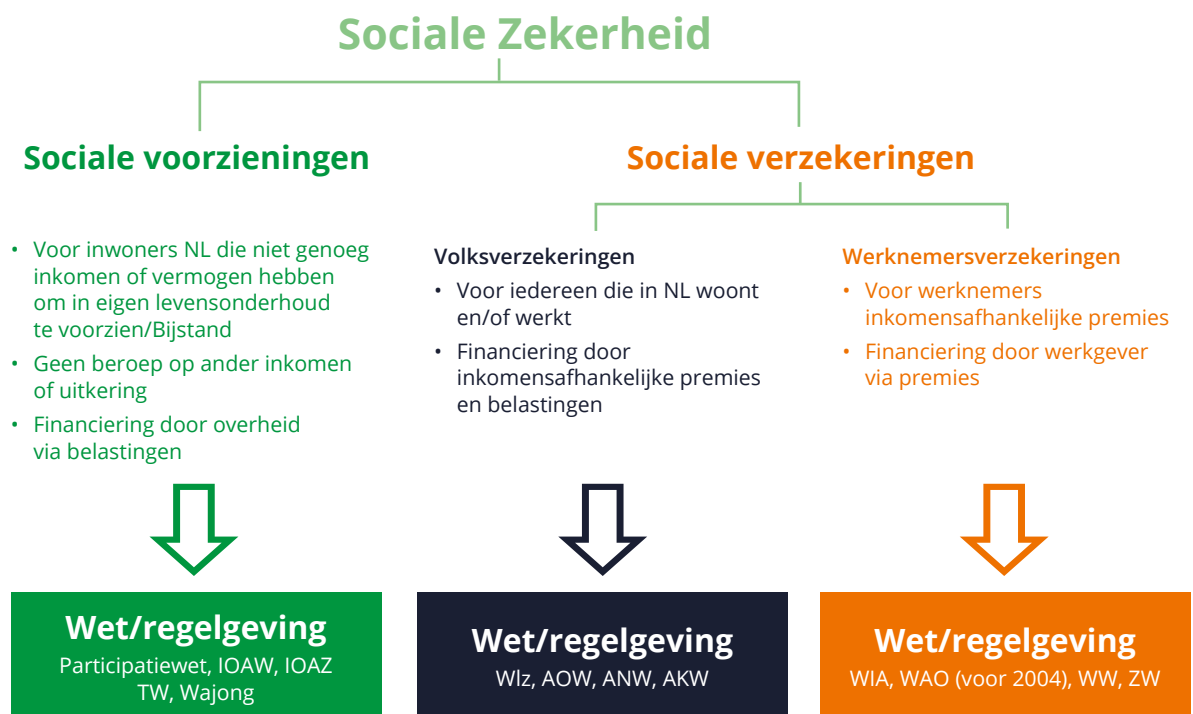 Sociale Zekerheid
Sociale voorzieningen
• Voor inwoners NL die niet genoeg
inkomen of vermogen hebben
om in eigen levensonderhoud
te voorzien/Bijstand
• Geen beroep op ander inkomen
of uitkering
• Financiering door overheid
via belastingen
Wet/regelgeving
Participatiewet, IOAW, IOAZ
TW, Wajong
Sociale verzekeringen
Volksverzekeringen
• Voor iedereen die in NL woont
en/of werkt
• Financiering door
inkomensafhankelijke premies
en belastingen
Wet/regelgeving
Wlz, AOW, ANW, AKW
Werknemersverzekeringen
• Voor werknemers
inkomensafhankelijke premies
• Financiering door werkgever
via premies
Wet/regelgeving
WIA, WAO (voor 2004), WW, ZW